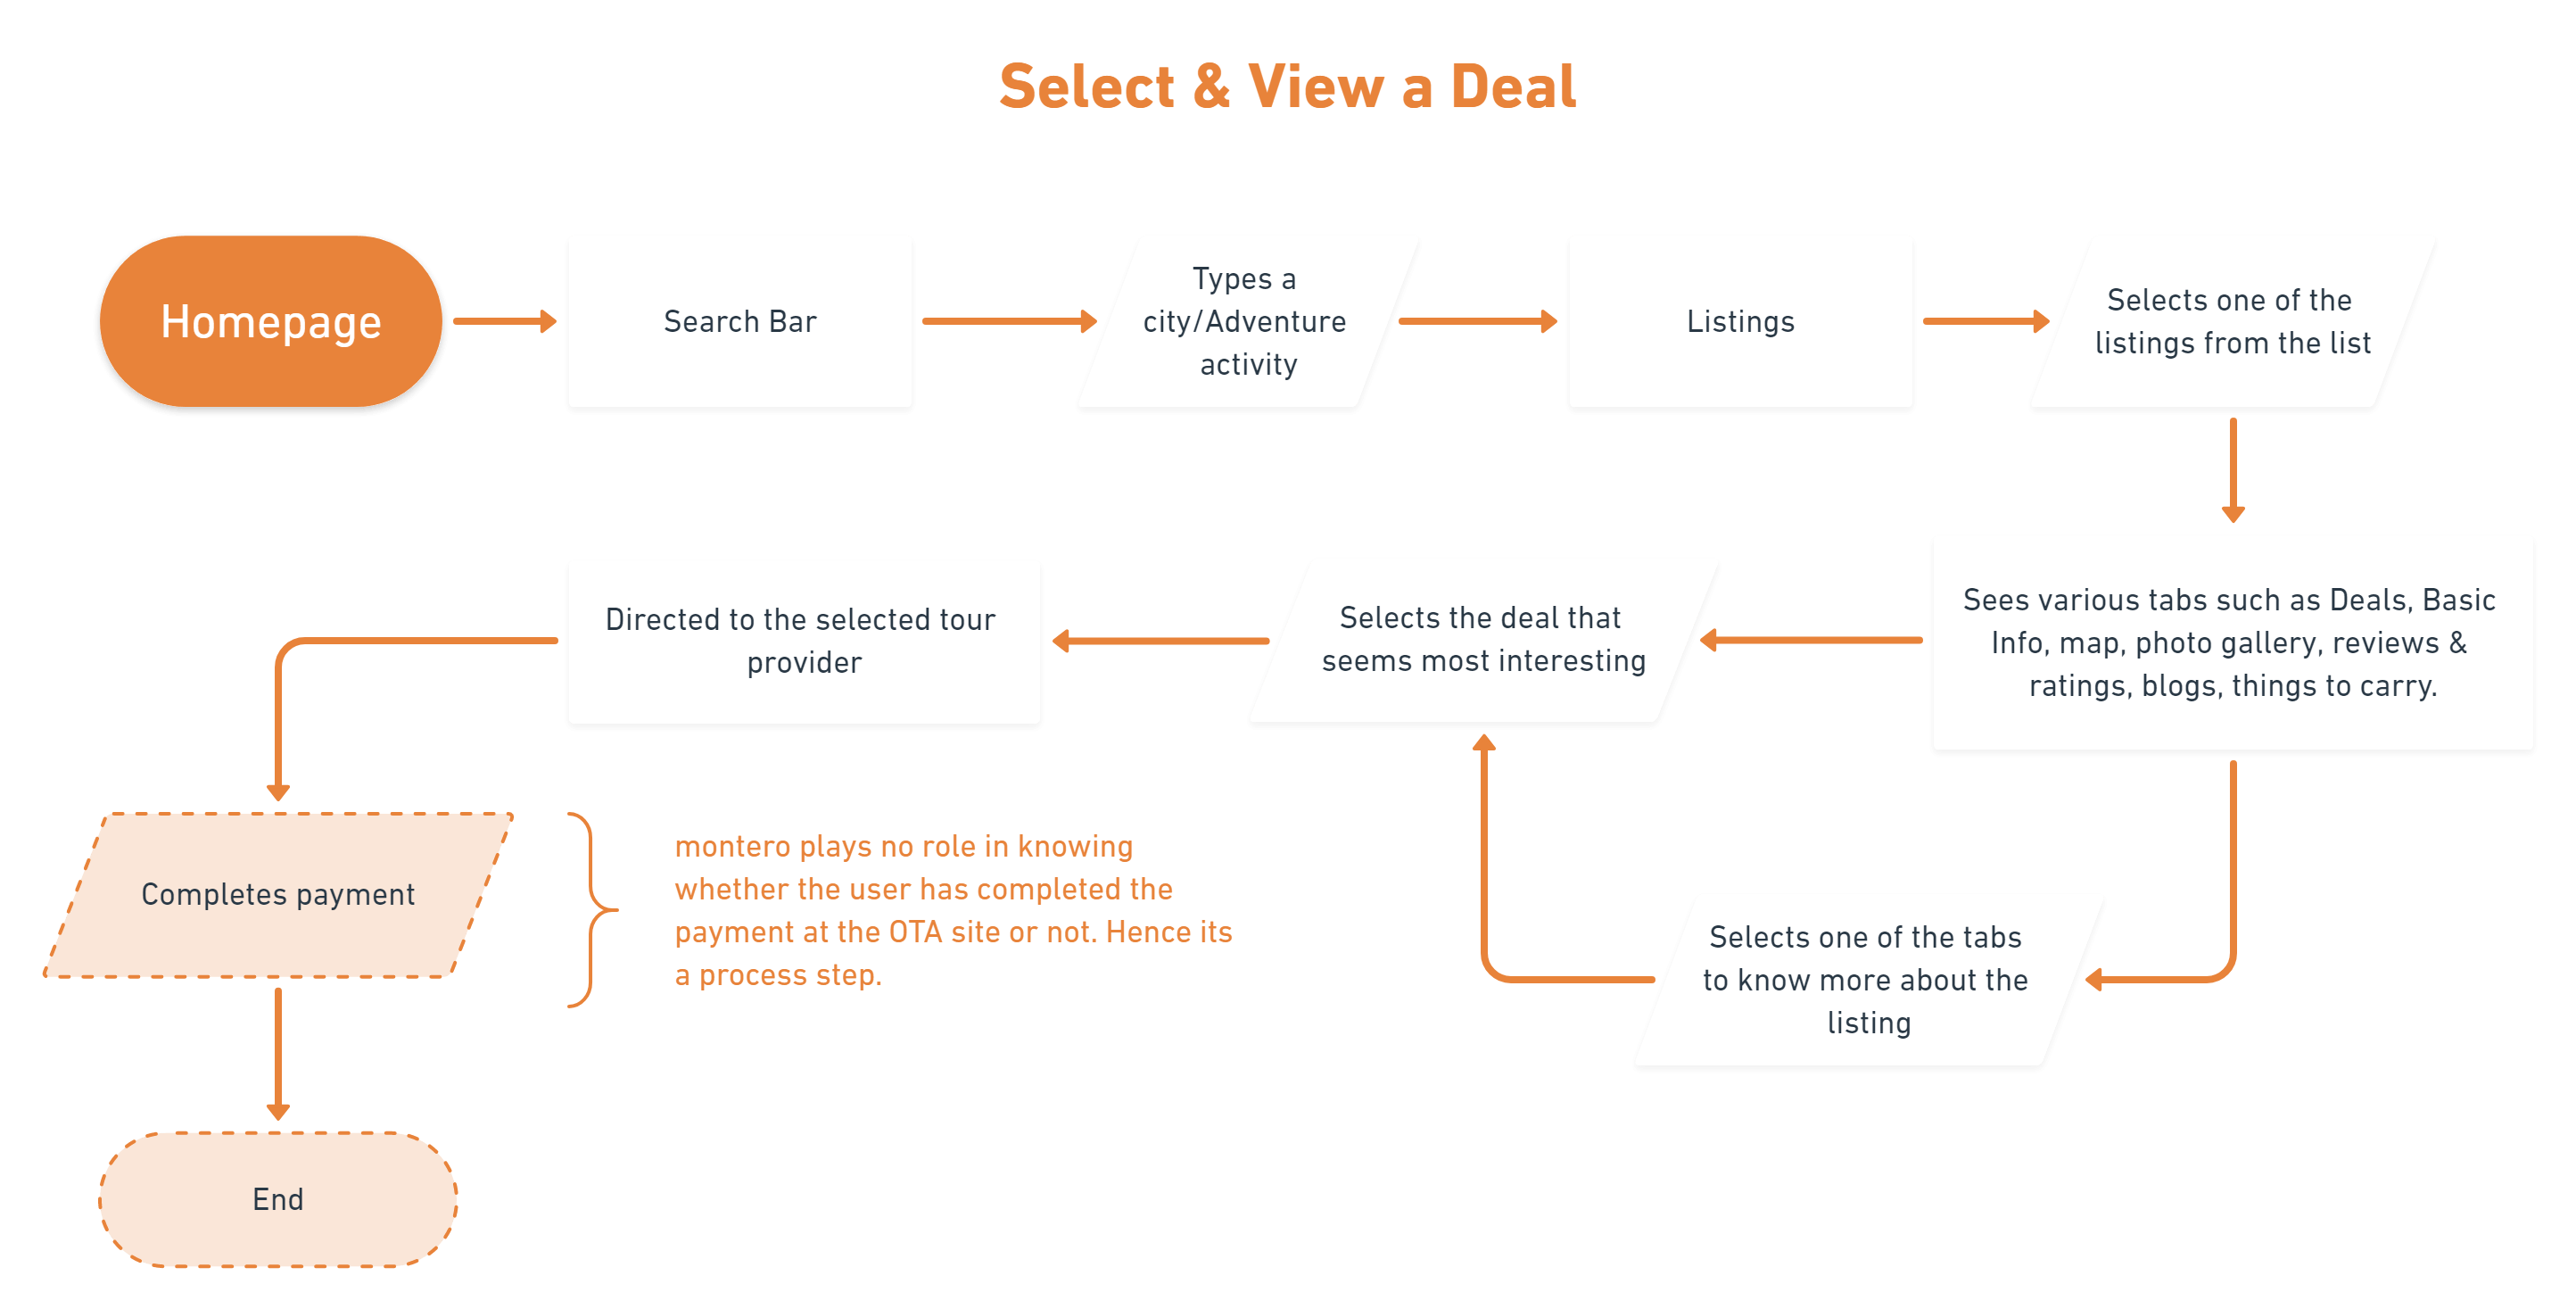 Select & View a Deal
Homepage
Search Bar
Types a
city/Adventure
activity
Listings
Selects one of the
listings from the list
Sees various tabs such as Deals, Basic
Info, map, photo gallery, reviews &
ratings, blogs, things to carry.
Selects the deal that
seems most interesting
Directed to the selected tour
provider
Selects one of the tabs
to know more about the
listing
Completes payment
montero plays no role in knowing
whether the user has completed the
payment at the OTA site or not. Hence its
a process step.
End